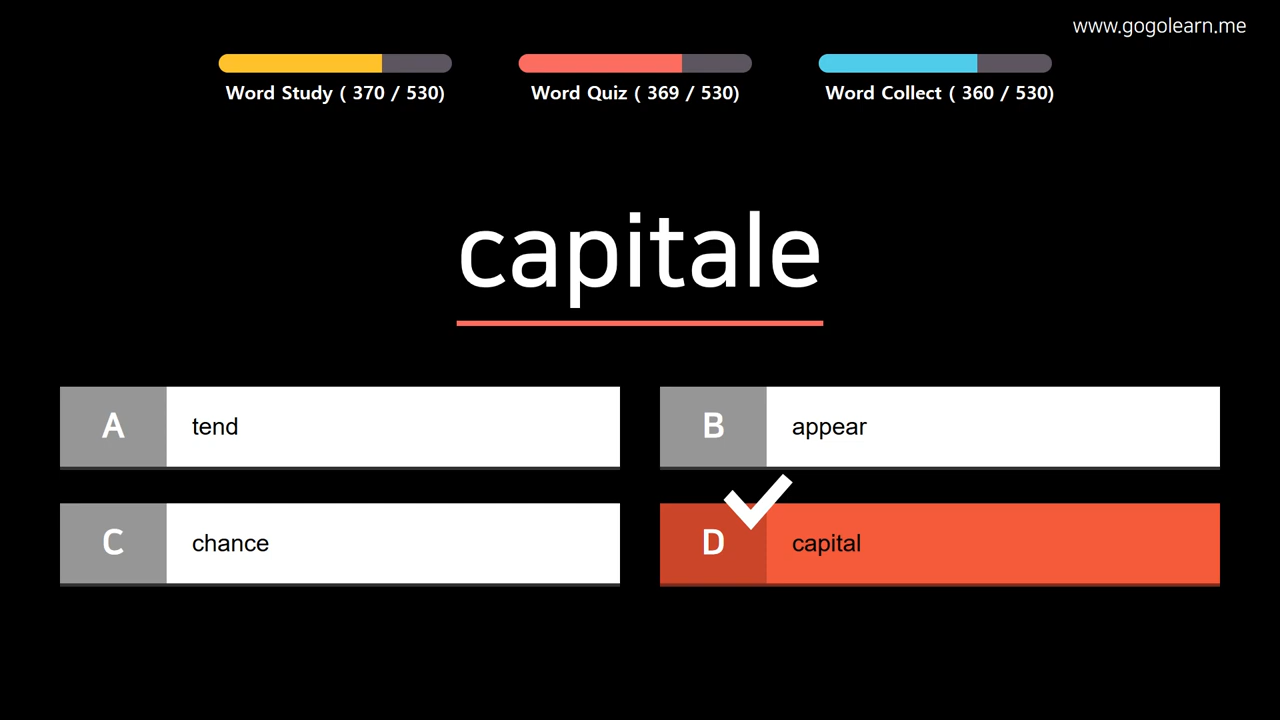 www.gogolearn.me
Word Study ( 370 / 530)
Word Quiz ( 369 / 530)
Word Collect ( 360 / 530)
capitale
A tend
B appear
C chance
D capital